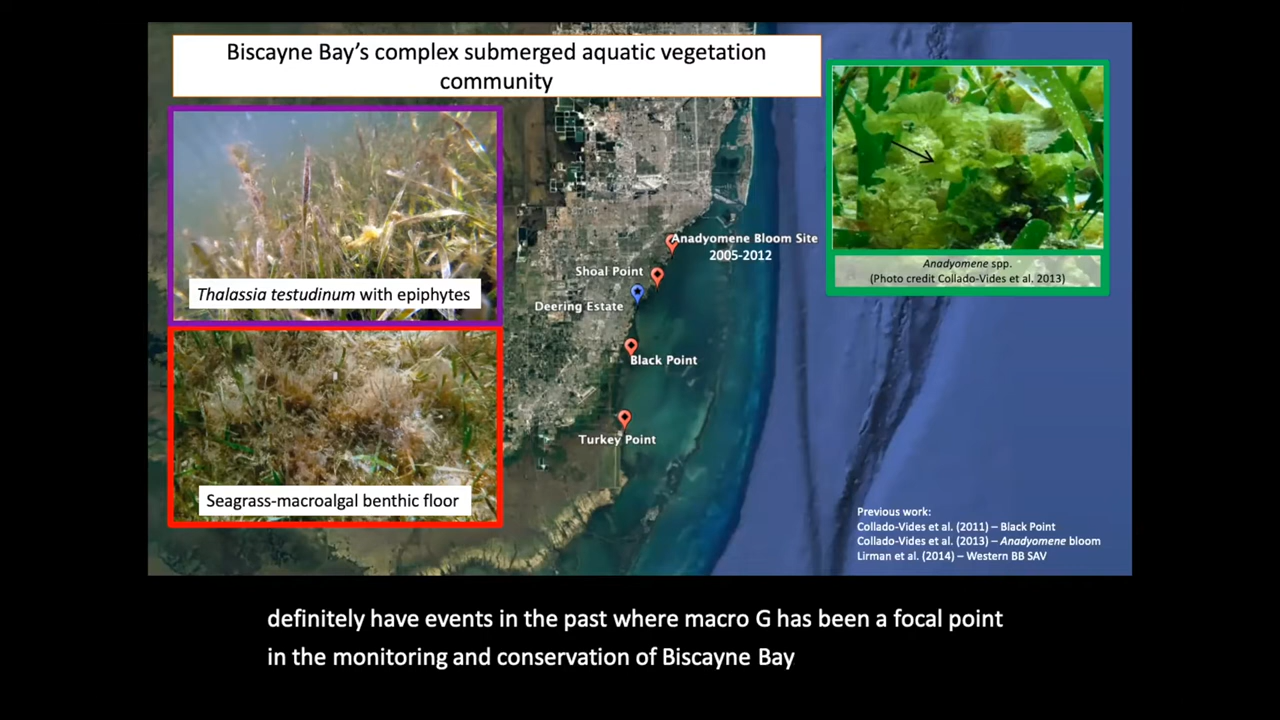 Biscayne Bay’s complex submerged aquatic vegetation
community
Thalassia testudinum with epiphytes
Seagrass-macroalgal benthic floor
Anadyomene Bloom Site
2005-2012
Shoal Point
Deering Estate
Black Point
Turkey Point
Anadyomene spp.
(Photo credit Collado-Vides et al. 2013)
Previous work:
Collado-Vides et al. (2011) – Black Point
Collado-Vides et al. (2013) – Anadyomene bloom
Lirman et al. (2014) – Western BB SAV
definitely have events in the past where macro G has been a focal point
in the monitoring and conservation of Biscayne Bay